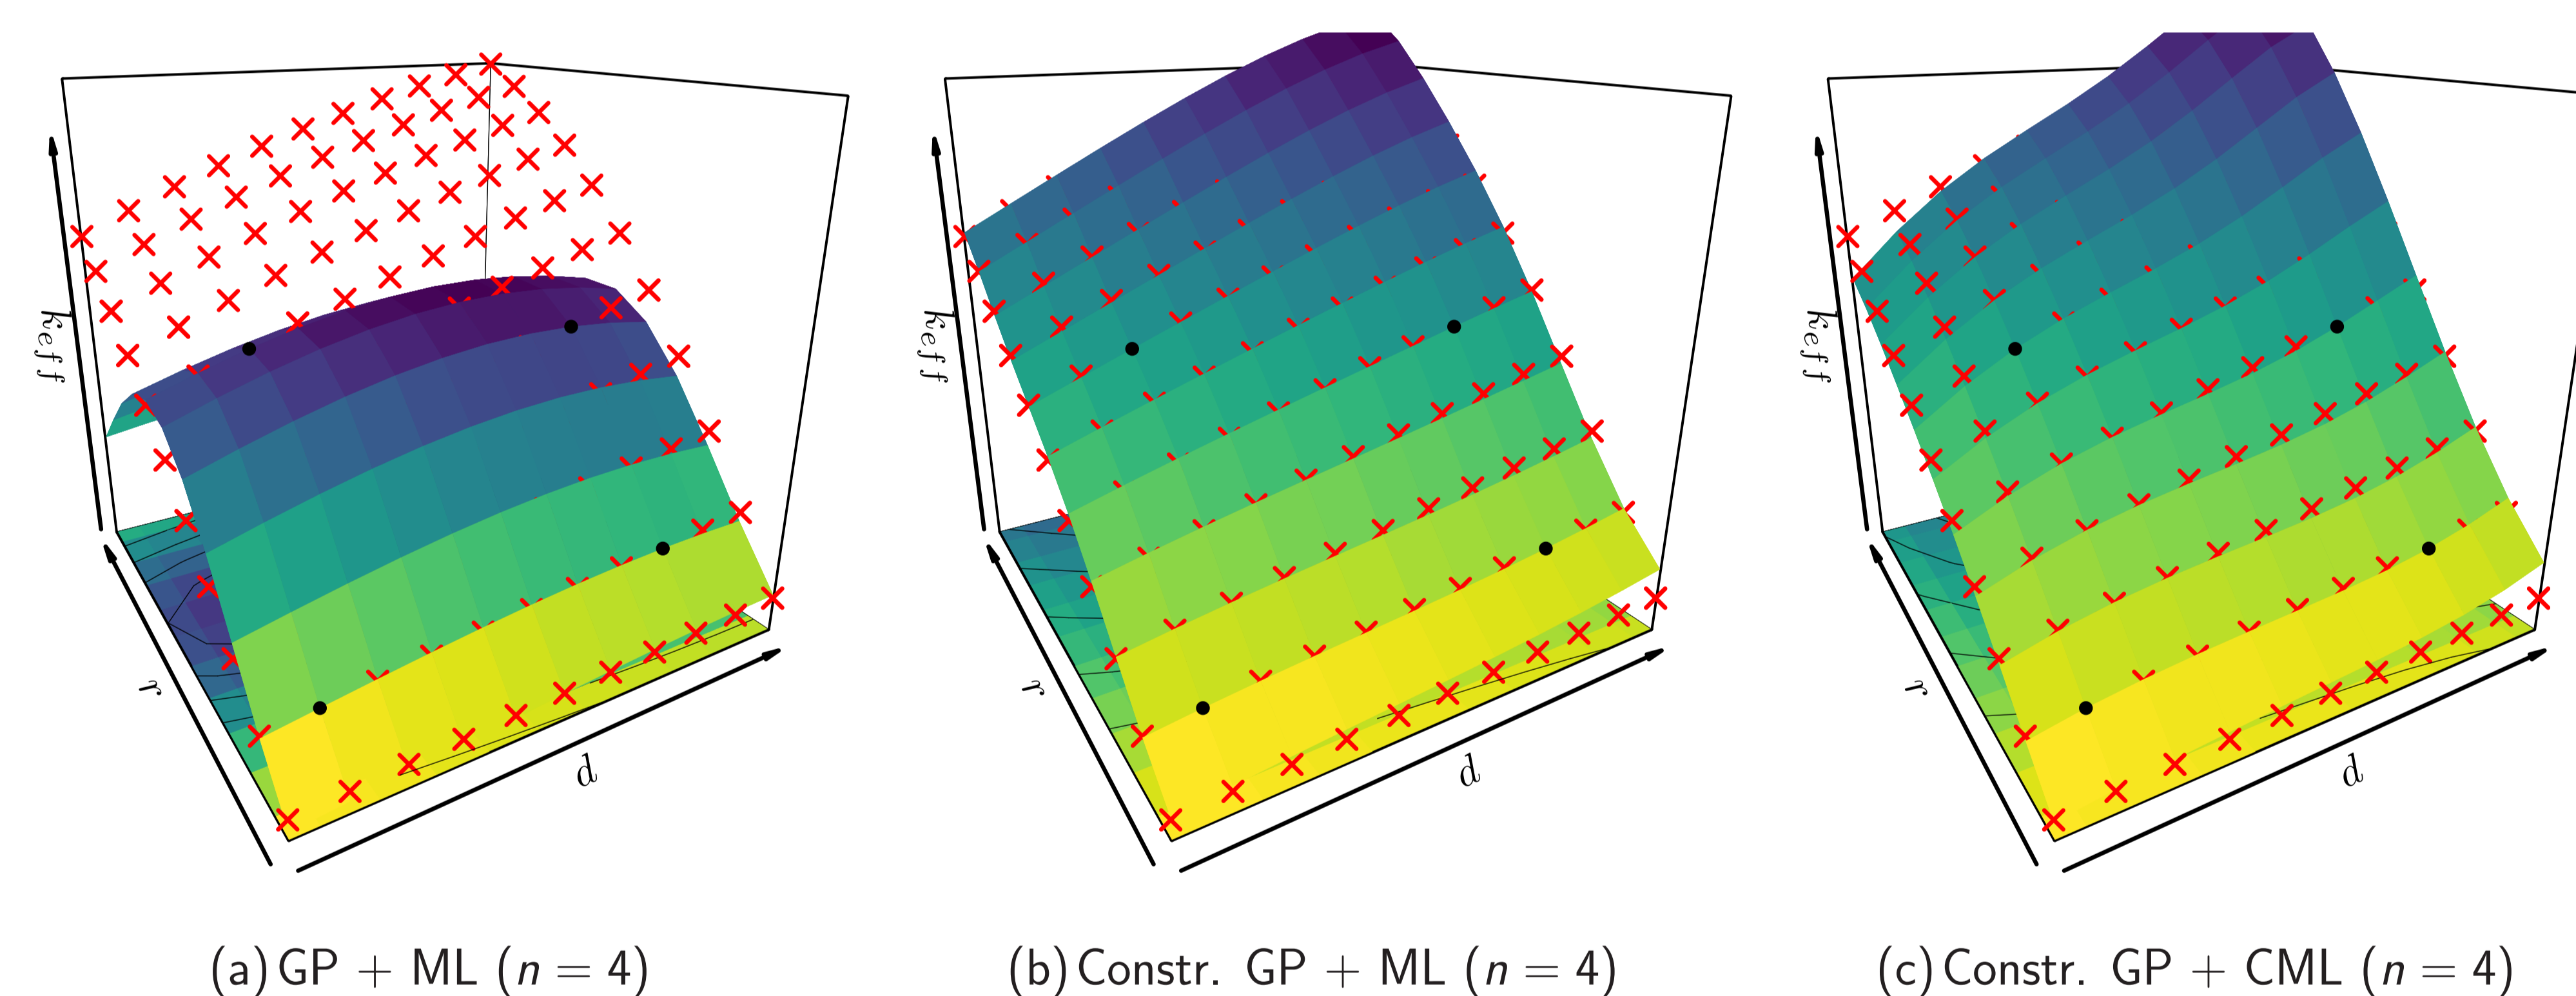 k_eff
r
d
k_eff
r
d
k_eff
r
d
(a) GP + ML (n = 4)
(b) Constr. GP + ML (n = 4)
(c) Constr. GP + CML (n = 4)